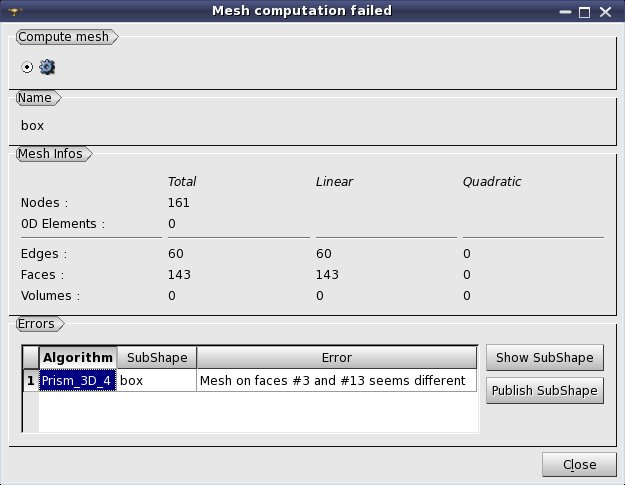 Mesh computation failed
Compute mesh
Name
box
Mesh Infos
Total Linear Quadratic
Nodes : 161
0D Elements : 0
Edges : 60 60 0
Faces : 143 143 0
Volumes : 0 0 0
Errors
Algorithm SubShape Error
1 Prism_3D_4 box Mesh on faces #3 and #13 seems different
Show SubShape
Publish SubShape
Close